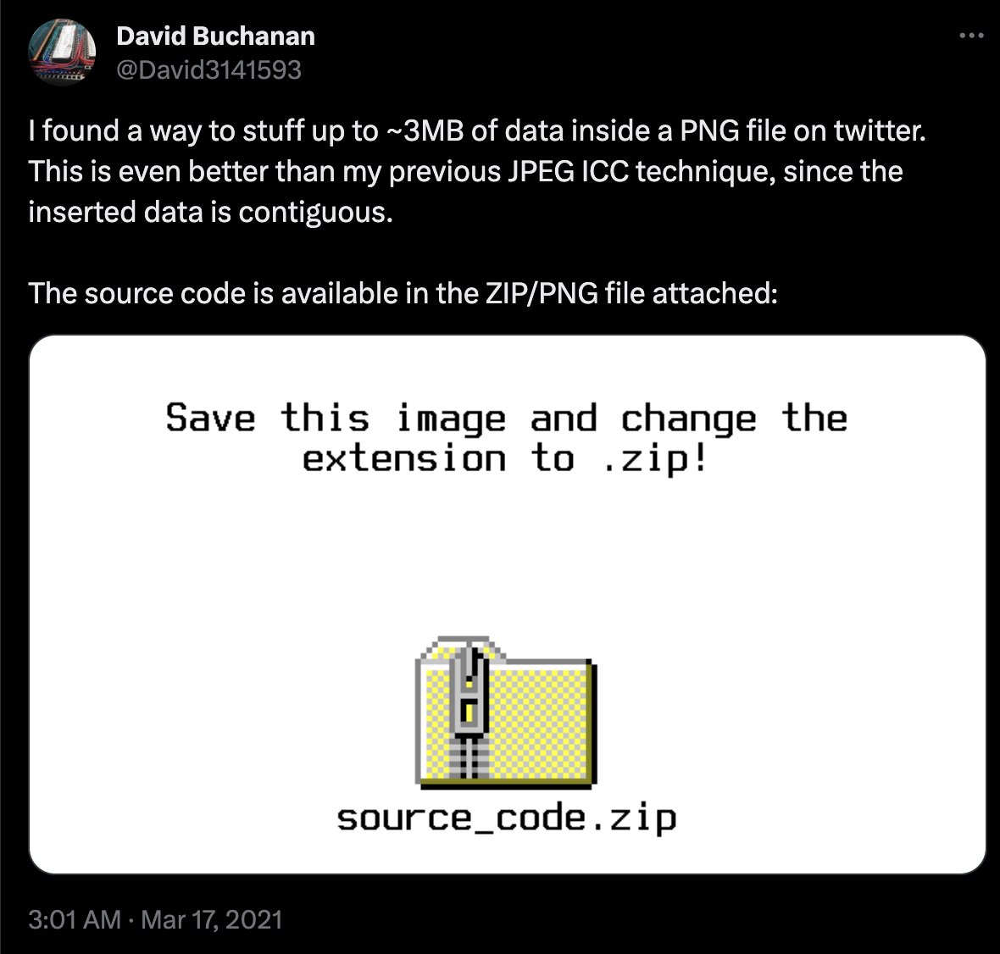 David Buchanan
@David3141593
I found a way to stuff up to ~3MB of data inside a PNG file on twitter.
This is even better than my previous JPEG ICC technique, since the
inserted data is contiguous.
The source code is available in the ZIP/PNG file attached:
Save this image and change the
extension to .zip!
source_code.zip
3:01 AM · Mar 17, 2021